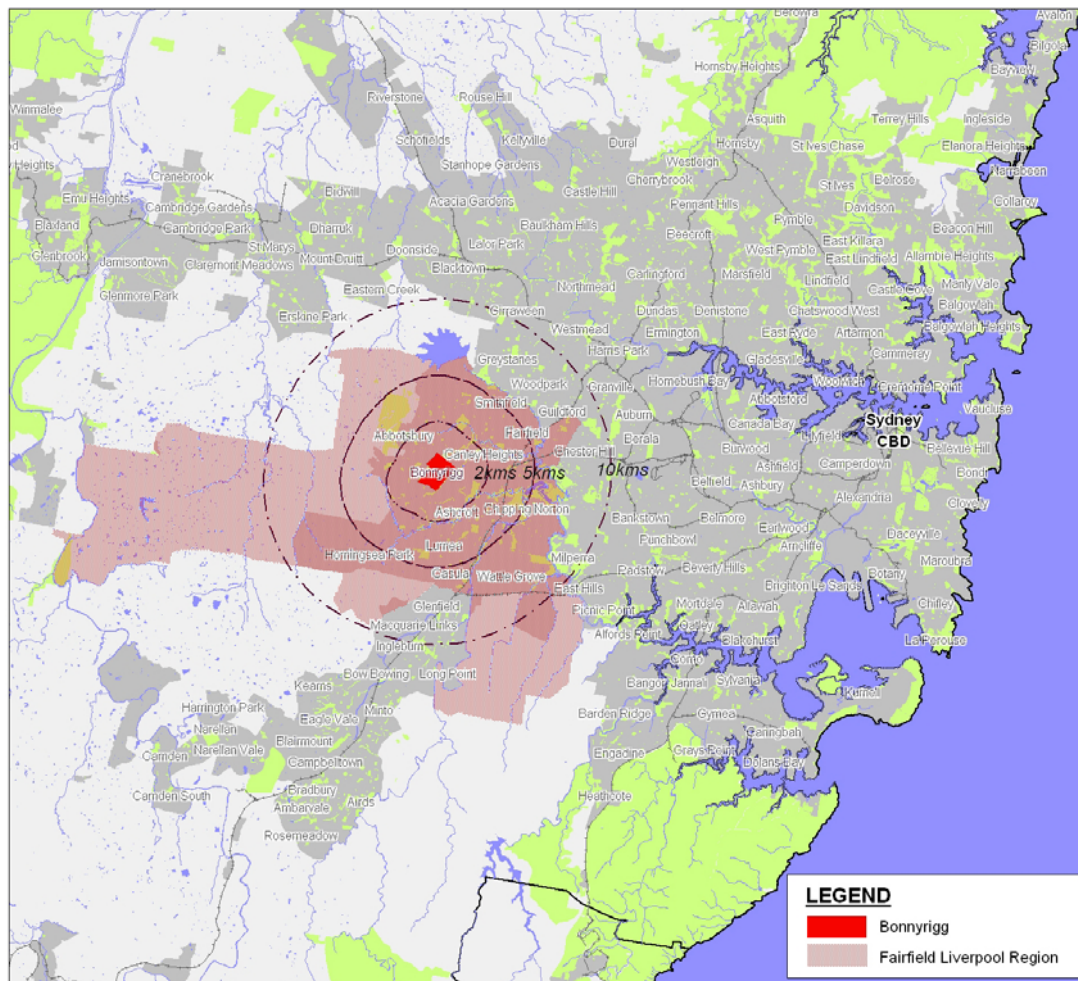 Berowra
Avalon
Bilgola
Hornsby Heights
Bayview
Winmalee
Riverstone
Rouse Hill
Terrey Hills
Ingleside
Asquith
Schofields
Kellyville
Dural
Hornsby
St Ives Chase
Elanora Heights
Stanhope Gardens
Westleigh
Narrabeen
Cranebrook
Cherrybrook
St Ives
Belrose
Emu Heights
Bidwill
Castle Hill
Davidson
Collaroy
Cambridge Gardens
Acacia Gardens
Pennant Hills
Pymble
Blaxland
Cambridge Park
Dharruk
Baulkham Hills
Beacon Hill
Beecroft
East Killara
St Marys
Doonside
Lalor Park
West Pymble
Glenbrook
Claremont Meadows
East Lindfield
Allambie Heights
Jamisontown
Mount Druitt
Blacktown
Carlingford
Marsfield
Lindfield
Manly Vale
Eastern Creek
Northmead
Castle Cove
Glenmore Park
Chatswood West
Balgowlah
Erskine Park
Girraween
Dundas
Denistone
Westmead
Ermington
East Ryde
Artarmon
Balgowlah Heights
Greystanes
Harris Park
Gladesville
Cammeray
Woodpark
Granville
Homebush Bay
Woolwich
Cremorne Point
Smithfield
Abbotsford
Guildford
Auburn
Vaucluse
Abbotsbury
Fairfield
Canada Bay
Lilyfield
Sydney
CBD
Canley Heights
Chester Hill
Berala
Burwood
Bellevue Hill
Bonnyrigg
2kms
5kms
10kms
Ashfield
Camperdown
Bondi
Belfield
Ashbury
Ashcroft
Chipping Norton
Alexandria
Clovelly
Bankstown
Belmore
Earlwood
Lurnea
Punchbowl
Daceyville
Horningsea Park
Milperra
Arncliffe
Maroubra
Casula
Wattle Grove
Padstow
Beverly Hills
Botany
East Hills
Brighton Le Sands
Glenfield
Picnic Point
Mortdale
Allawah
Chifley
Macquarie Links
Alfords Point
Oatley
Blakehurst
La Perouse
Ingleburn
Como
Bow Bowing
Long Point
Bangor
Jannali
Sylvania
Kearns
Kurnell
Harrington Park
Minto
Barden Ridge
Gymea
Eagle Vale
Narellan
Caringbah
Blairmount
Narellan Vale
Engadine
Grays Point
Camden
Campbelltown
Dolans Bay
Bradbury
Camden South
Airds
Heathcote
Ambarvale
Rosemeadow
LEGEND
Bonnyrigg
Fairfield Liverpool Region